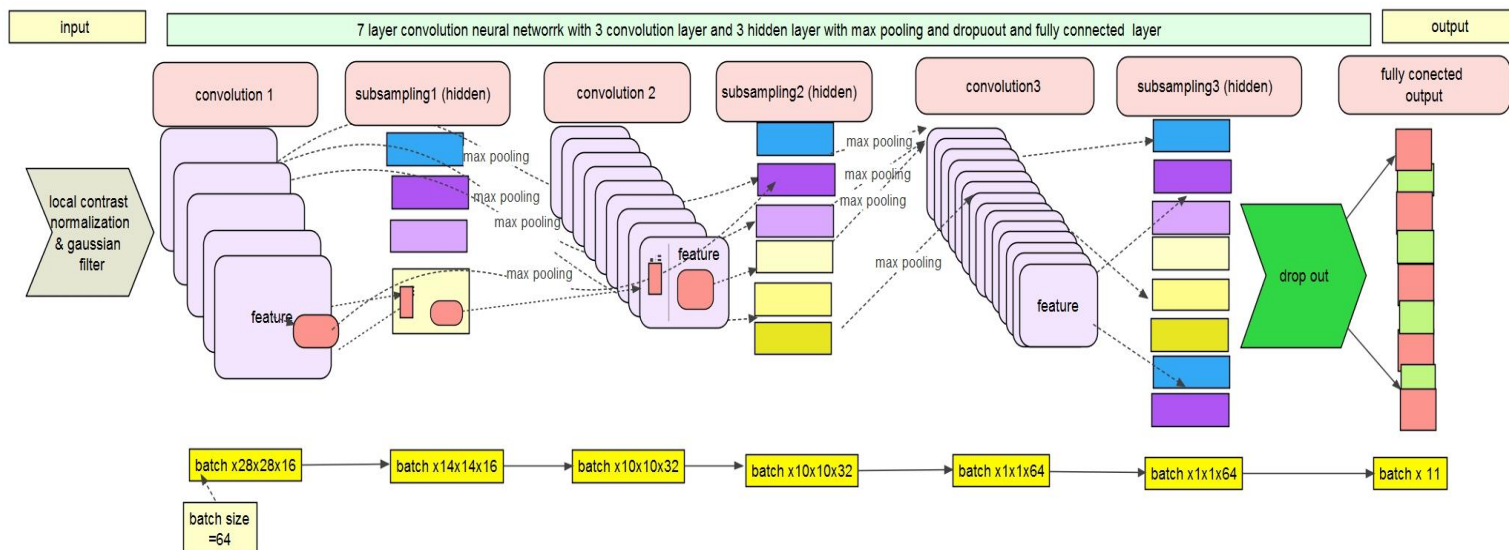 input
7 layer convolution neural networrk with 3 convolution layer and 3 hidden layer with max pooling and dropuout and fully connected layer
output
convolution 1
subsampling1 (hidden)
convolution 2
subsampling2 (hidden)
convolution3
subsampling3 (hidden)
fully conected
output
local contrast
normalization
& gaussian
filter
max pooling
max pooling
max pooling
max pooling
max pooling
max pooling
max pooling
max pooling
feature
feature
feature
drop out
batch x28x28x16
batch x14x14x16
batch x10x10x32
batch x10x10x32
batch x1x1x64
batch x1x1x64
batch x 11
batch size
=64